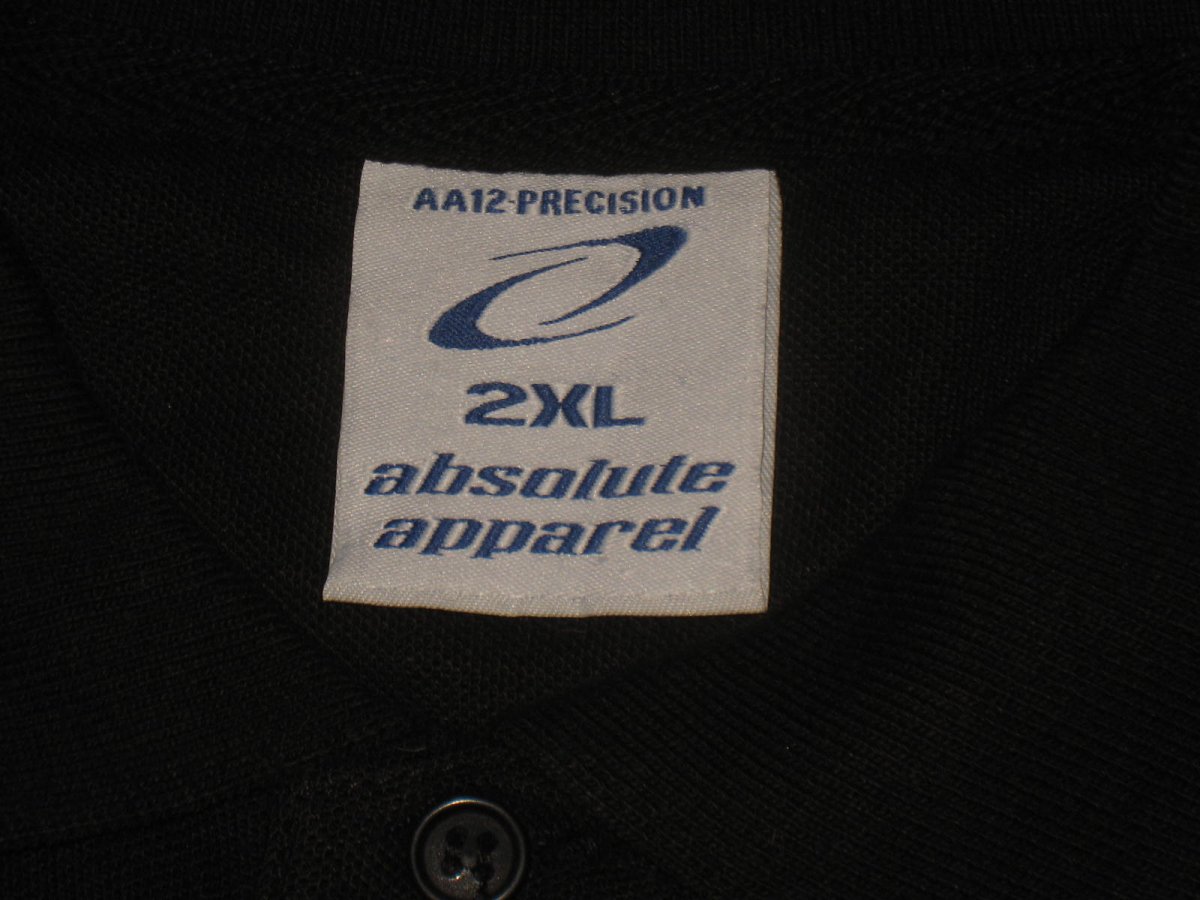 AA12-PRECISION
2XL
absolute
apparel